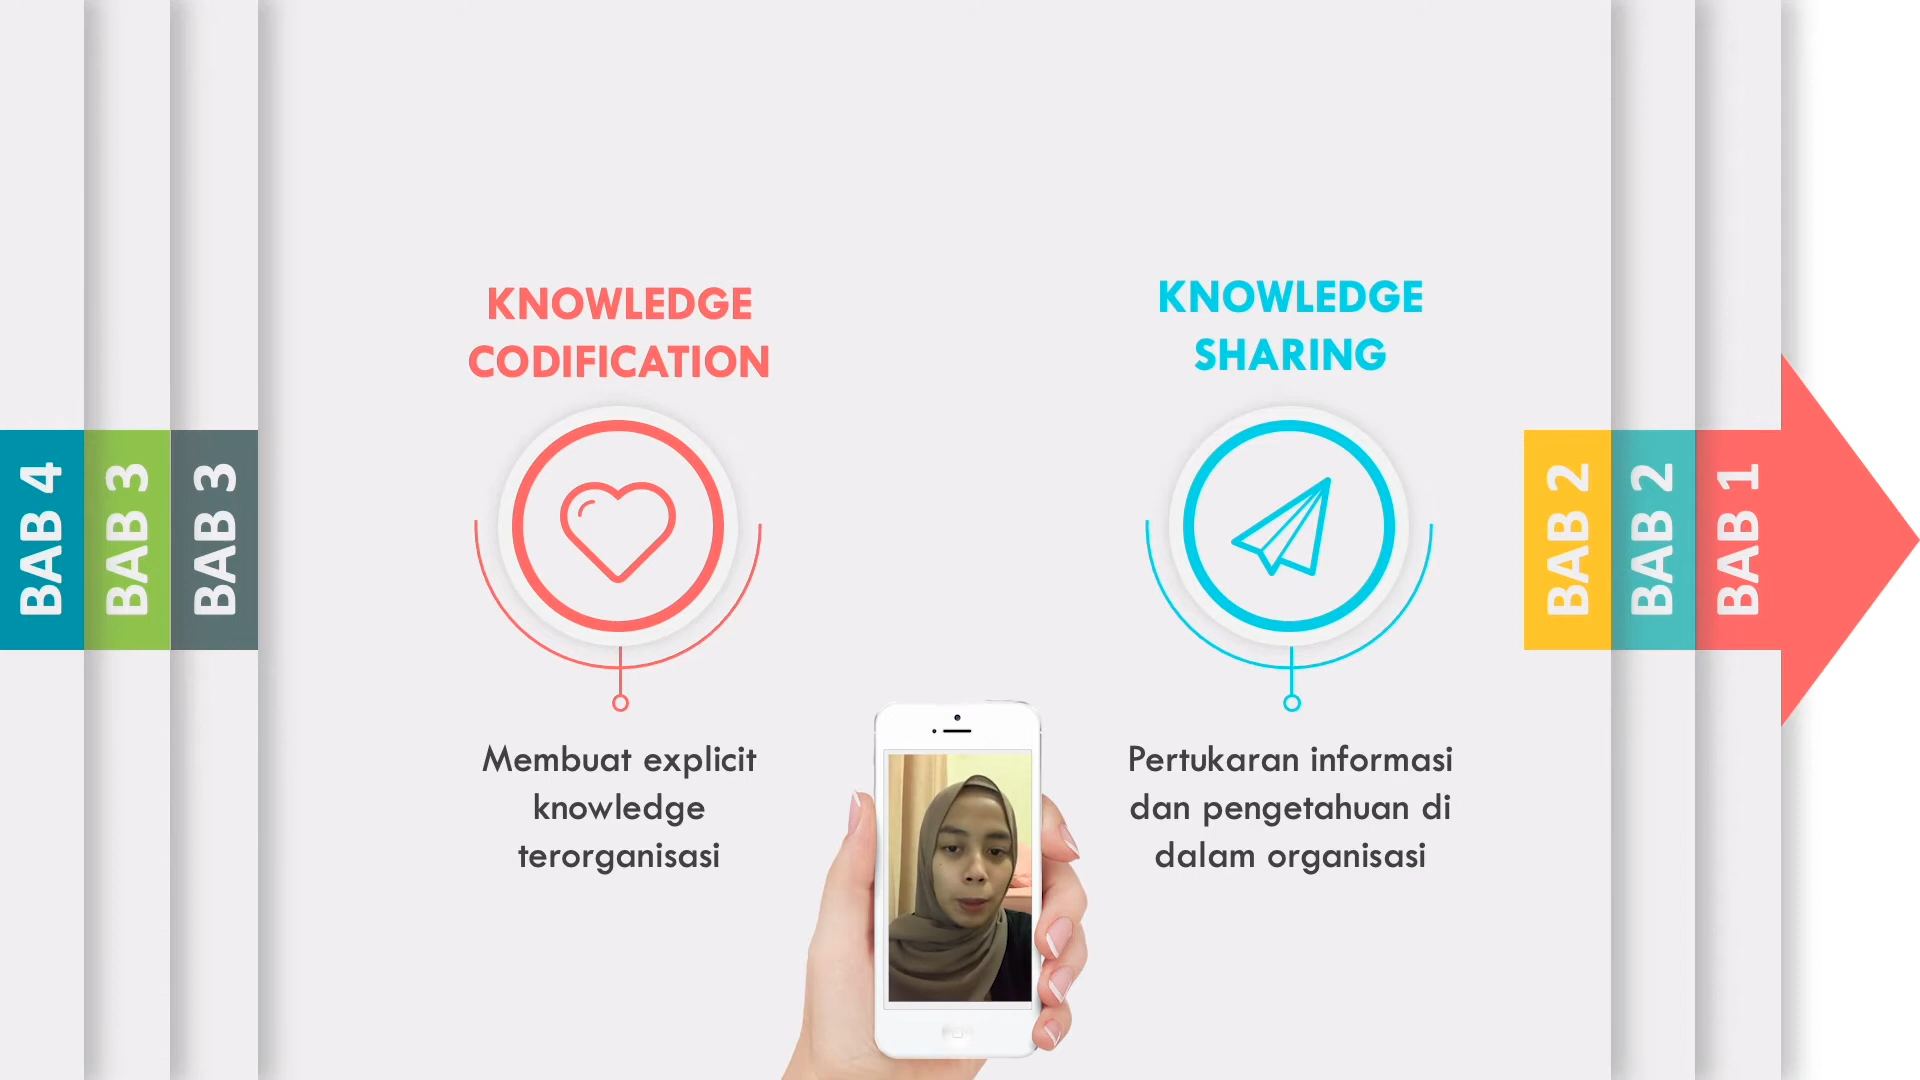 BAB 4
BAB 3
BAB 3
KNOWLEDGE
CODIFICATION
Membuat explicit
knowledge
terorganisasi
KNOWLEDGE
SHARING
Pertukaran informasi
dan pengetahuan di
dalam organisasi
BAB 2
BAB 2
BAB 1